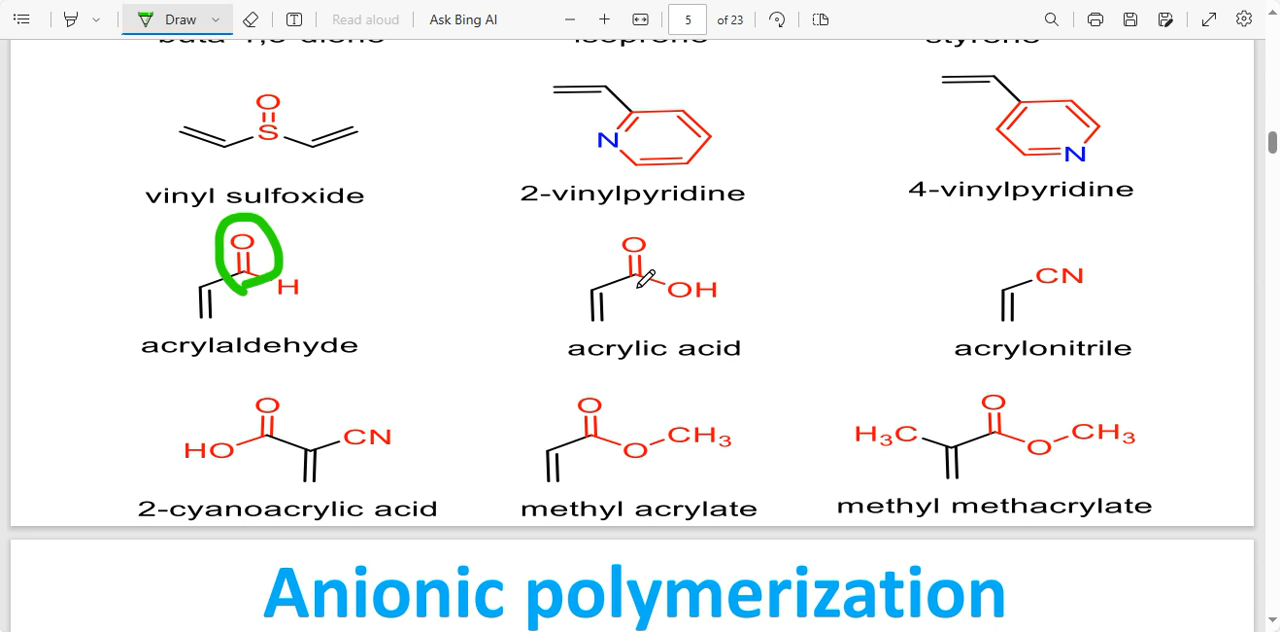 Draw
Read aloud
Ask Bing AI
5
of 23
O
S
vinyl sulfoxide
N
2-vinylpyridine
N
4-vinylpyridine
O
H
acrylaldehyde
O
OH
acrylic acid
CN
acrylonitrile
O
HO
CN
2-cyanoacrylic acid
O
O
CH3
methyl acrylate
H3C
O
O
CH3
methyl methacrylate
Anionic polymerization